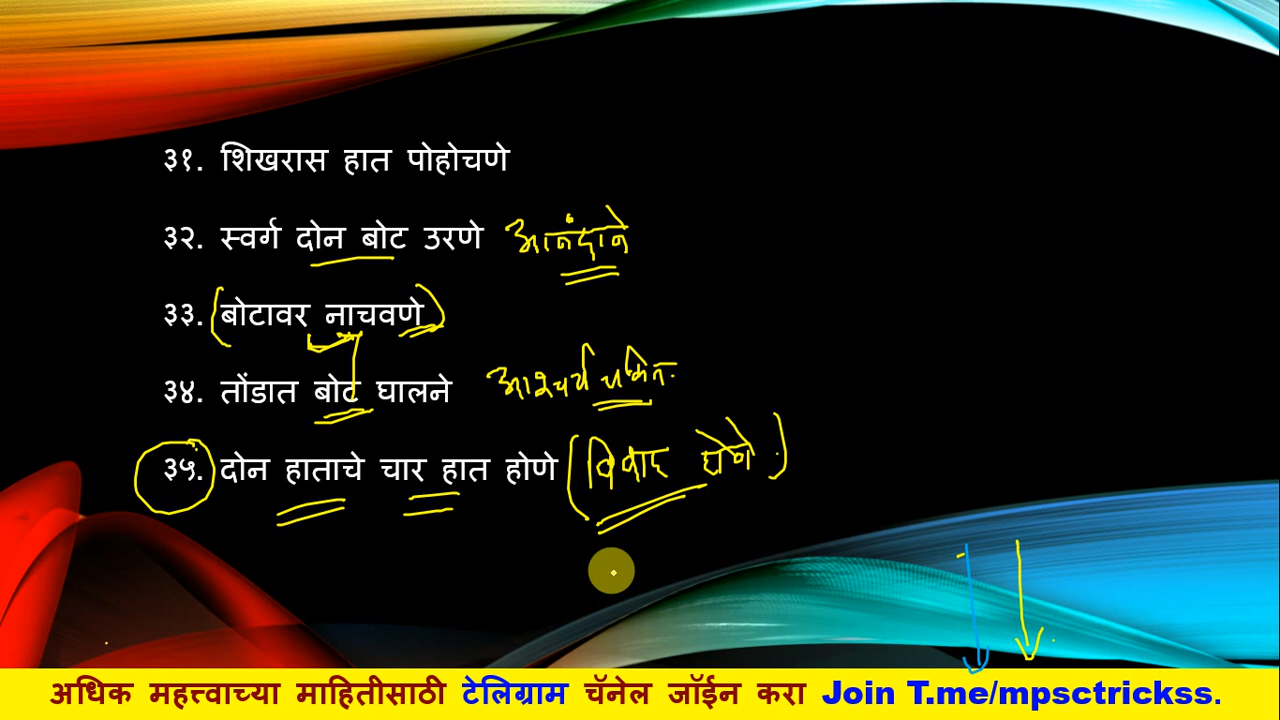 ३१. शिखरास हात पोहोचणे
३२. स्वर्ग दोन बोट उरणे आनंदाने
३३. (बोटावर नाचवणे)
३४. तोंडात बोट घालने आश्चर्य चकित
३५. दोन हाताचे चार हात होणे (विवाह होणे)
अधिक महत्त्वाच्या माहितीसाठी टेलिग्राम चॅनेल जॉईन करा Join T.me/mpsctrickss.